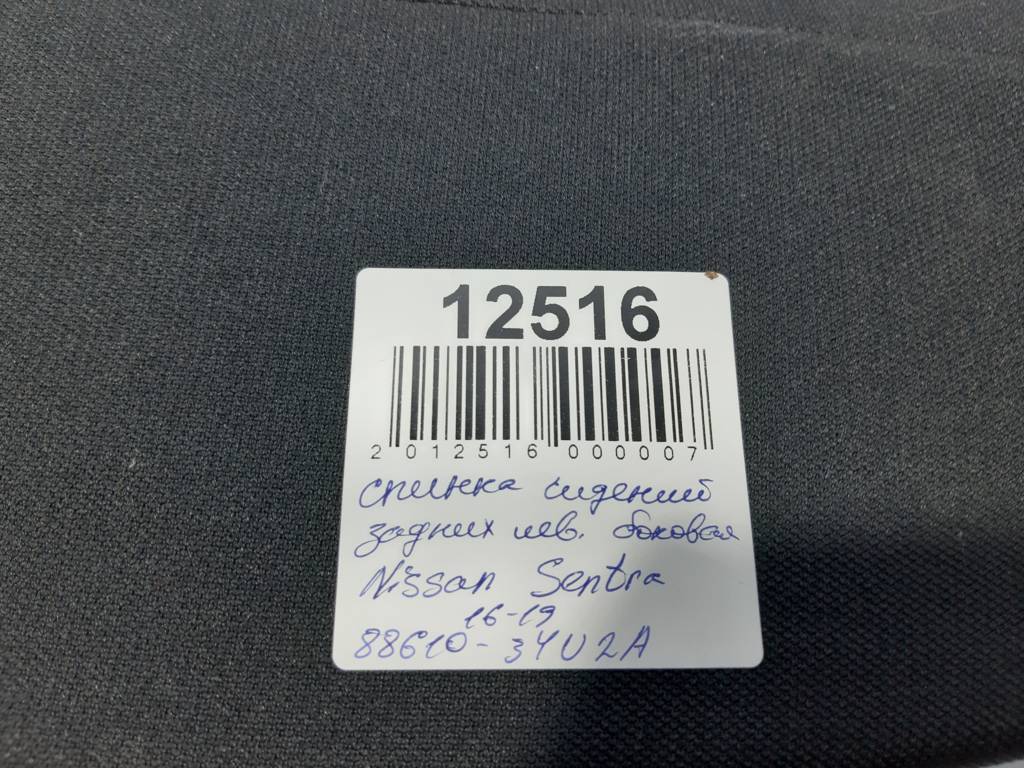 12516
2 012516 000007
спинка сидений
задних лев. боковая
Nissan Sentra
16-19
88610-3YU2A